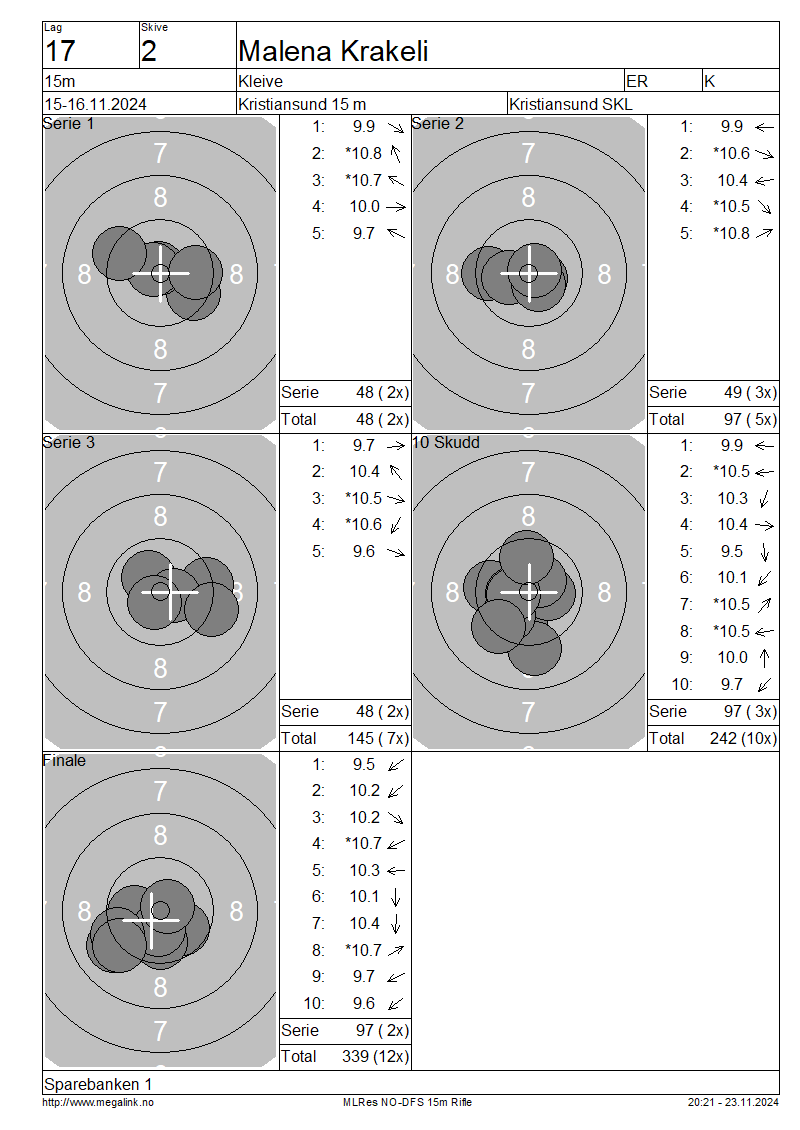 Lag
Skive
17
2
Malena Krakeli
15m
Kleive
ER
K
15-16.11.2024
Kristiansund 15 m
Kristiansund SKL
Serie 1
7
8
8
8
8
7
1: 9.9
2: *10.8
3: *10.7
4: 10.0
5: 9.7
Serie 48 ( 2x)
Total 48 ( 2x)
Serie 2
7
8
8
8
8
7
1: 9.9
2: *10.6
3: 10.4
4: *10.5
5: *10.8
Serie 49 ( 3x)
Total 97 ( 5x)
Serie 3
7
8
8
8
8
7
1: 9.7
2: 10.4
3: *10.5
4: *10.6
5: 9.6
Serie 48 ( 2x)
Total 145 ( 7x)
10 Skudd
7
8
8
8
8
7
1: 9.9
2: *10.5
3: 10.3
4: 10.4
5: 9.5
6: 10.1
7: *10.5
8: *10.5
9: 10.0
10: 9.7
Serie 97 ( 3x)
Total 242 (10x)
Finale
7
8
8
8
8
7
1: 9.5
2: 10.2
3: 10.2
4: *10.7
5: 10.3
6: 10.1
7: 10.4
8: *10.7
9: 9.7
10: 9.6
Serie 97 ( 2x)
Total 339 (12x)
Sparebanken 1
http://www.megalink.no
MLRes NO-DFS 15m Rifle
20:21 - 23.11.2024